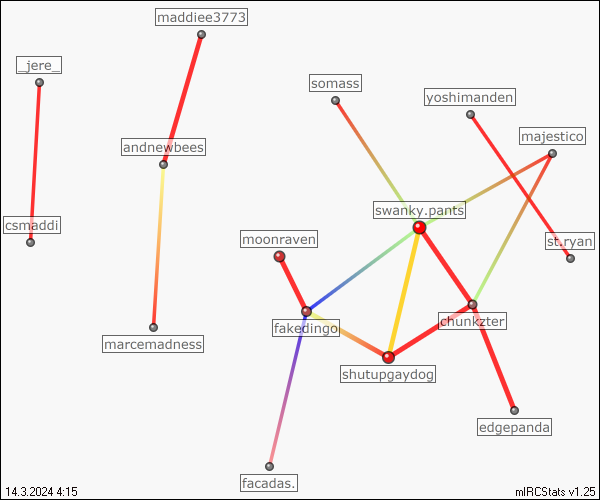 maddiee3773
_jere_
somass
yoshimanden
majestico
andnewbees
swanky.pants
csmaddi
moonraven
st.ryan
fakedingo
chunkzter
marcemadness
shutupgaydog
edgepanda
facadas.
14.3.2024 4:15
mIRCStats v1.25